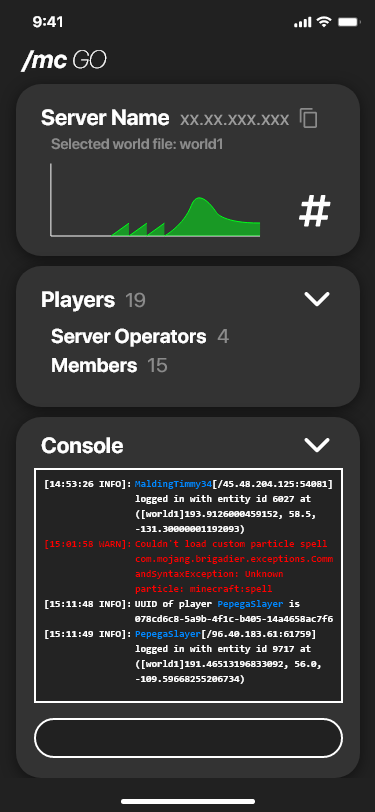 9:41
/mc GO
Server Name xx.xx.xxx.xxx
Selected world file: world1
#
Players 19
Server Operators 4
Members 15
Console
[14:53:26 INFO]: MaldingTimmy34[/45.48.204.125:54081]
logged in with entity id 6027 at
([world1]193.9126000459152, 58.5,
-131.30000001192093)
[15:01:58 WARN]: Couldn't load custom particle spell
com.mojang.brigadier.exceptions.Comm
andSyntaxException: Unknown
particle: minecraft:spell
[15:11:48 INFO]: UUID of player PepegaSlayer is
078cd6c8-5a9b-4f1c-b405-14a4658ac7f6
[15:11:49 INFO]: PepegaSlayer[/96.40.183.61:61759]
logged in with entity id 9717 at
([world1]191.46513196833092, 56.0,
-109.59668255206734)